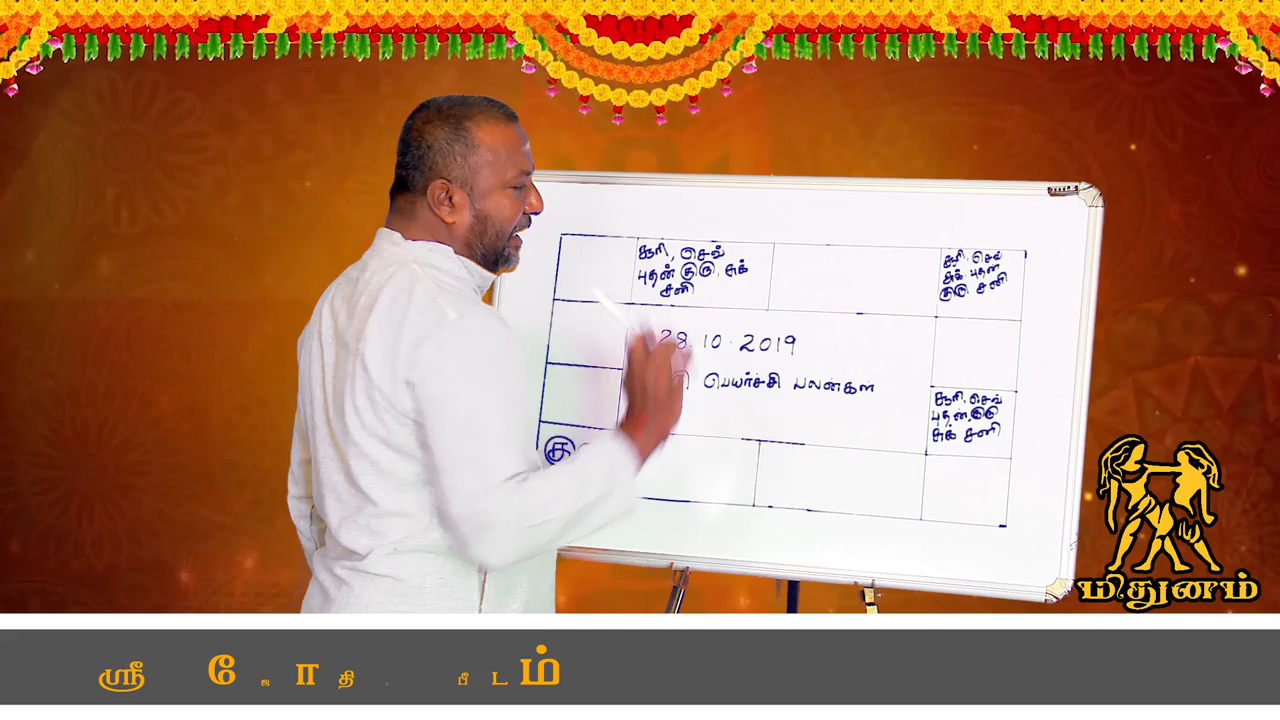 சூரி, செவ்
புதன் குரு, சுக்
சனி
சூரி, செவ்
சுக் புதன்
குரு சனி
28.10.2019
பெயர்ச்சி பலன்கள்
சூரி, செவ்
புதன், குரு
சுக் சனி
கு
மிதுனம்
ஸ்ரீ